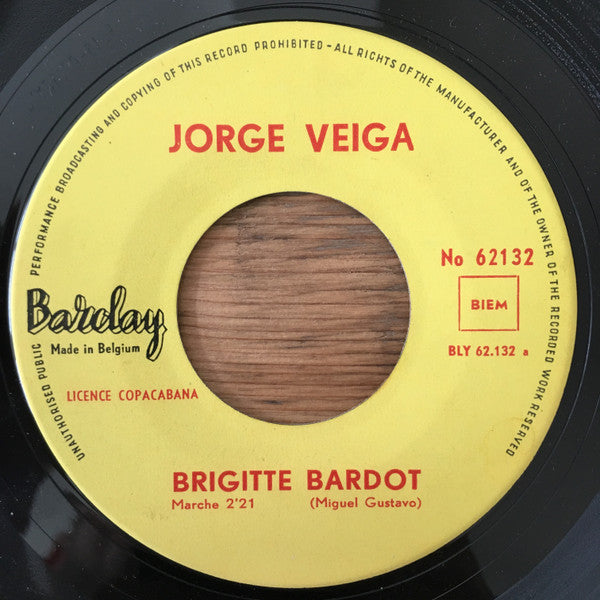 UNAUTHORISED PUBLIC PERFORMANCE BROADCASTING AND COPYING OF THIS RECORD PROHIBITED – ALL RIGHTS OF THE MANUFACTURER AND OF THE OWNER OF THE RECORDED WORK RESERVED
JORGE VEIGA
No 62132
BIEM
BLY 62.132 a
Barclay
Made in Belgium
LICENCE COPACABANA
BRIGITTE BARDOT
Marche 2'21 (Miguel Gustavo)